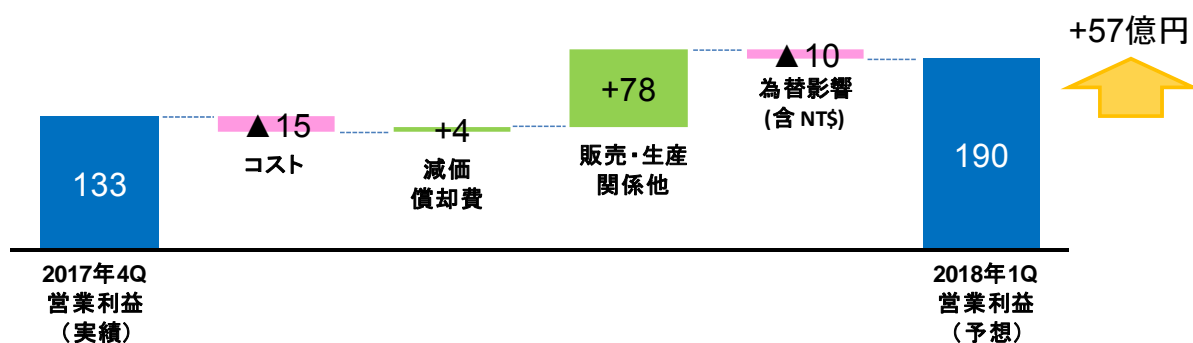 +57億円
133
▲15
コスト
+4
減価
償却費
+78
販売・生産
関係他
▲10
為替影響
(含 NT$)
190
2017年4Q
営業利益
（実績）
2018年1Q
営業利益
（予想）